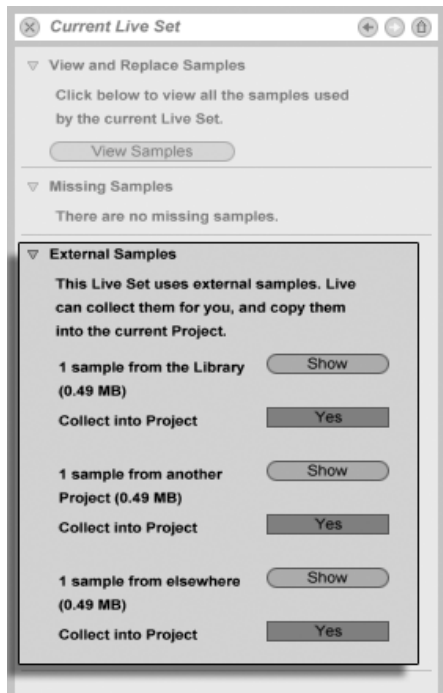 Current Live Set
View and Replace Samples
Click below to view all the samples used
by the current Live Set.
View Samples
Missing Samples
There are no missing samples.
External Samples
This Live Set uses external samples. Live
can collect them for you, and copy them
into the current Project.
1 sample from the Library Show
(0.49 MB)
Collect into Project Yes
1 sample from another Show
Project (0.49 MB)
Collect into Project Yes
1 sample from elsewhere Show
(0.49 MB)
Collect into Project Yes